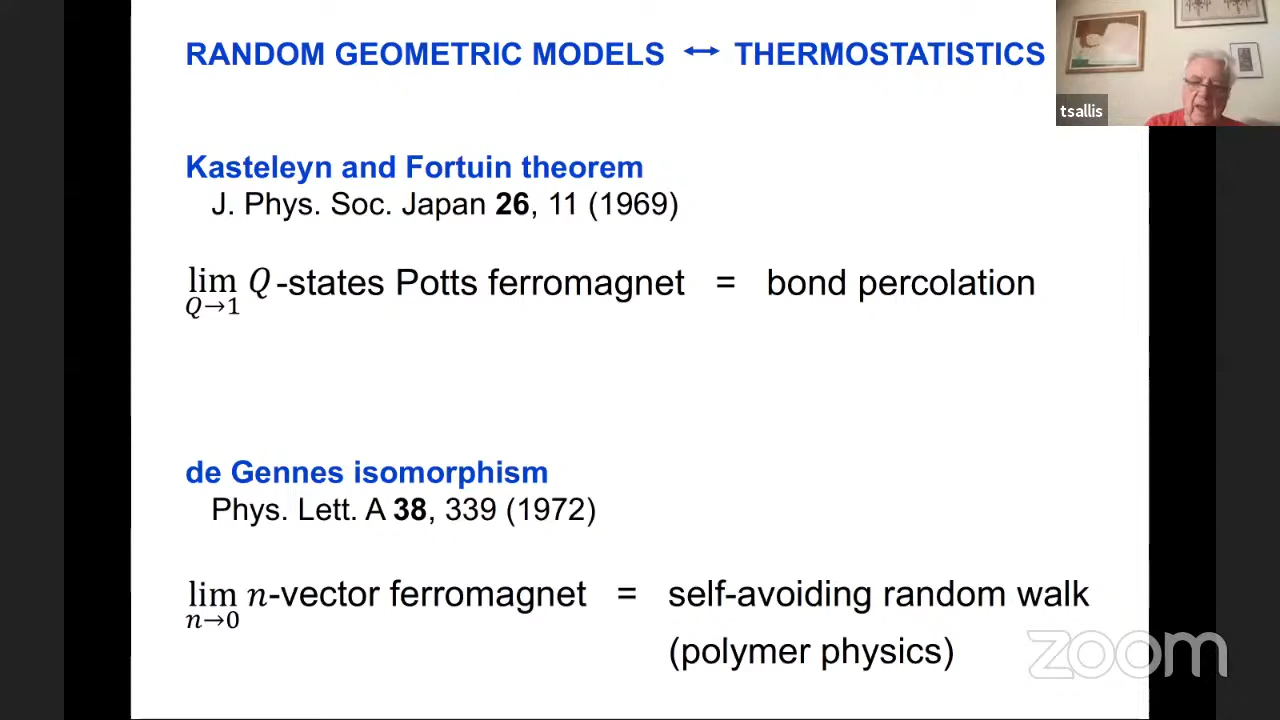 RANDOM GEOMETRIC MODELS ↔ THERMOSTATISTICS
tsallis
Kasteleyn and Fortuin theorem
J. Phys. Soc. Japan 26, 11 (1969)
lim Q-states Potts ferromagnet = bond percolation
Q→1
de Gennes isomorphism
Phys. Lett. A 38, 339 (1972)
lim n-vector ferromagnet = self-avoiding random walk
n→0
(polymer physics)
zoom